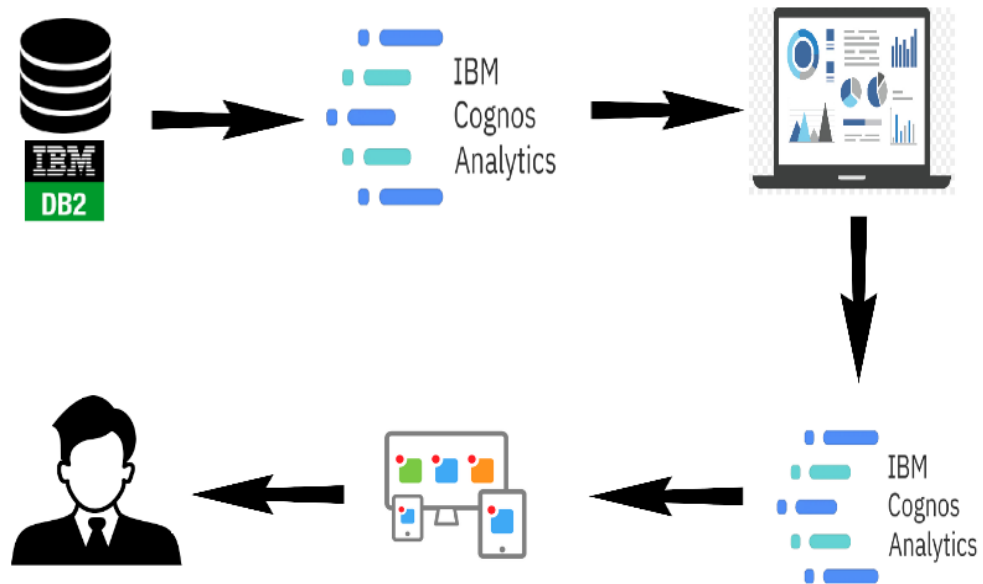 IBM
DB2
IBM
Cognos
Analytics
IBM
Cognos
Analytics